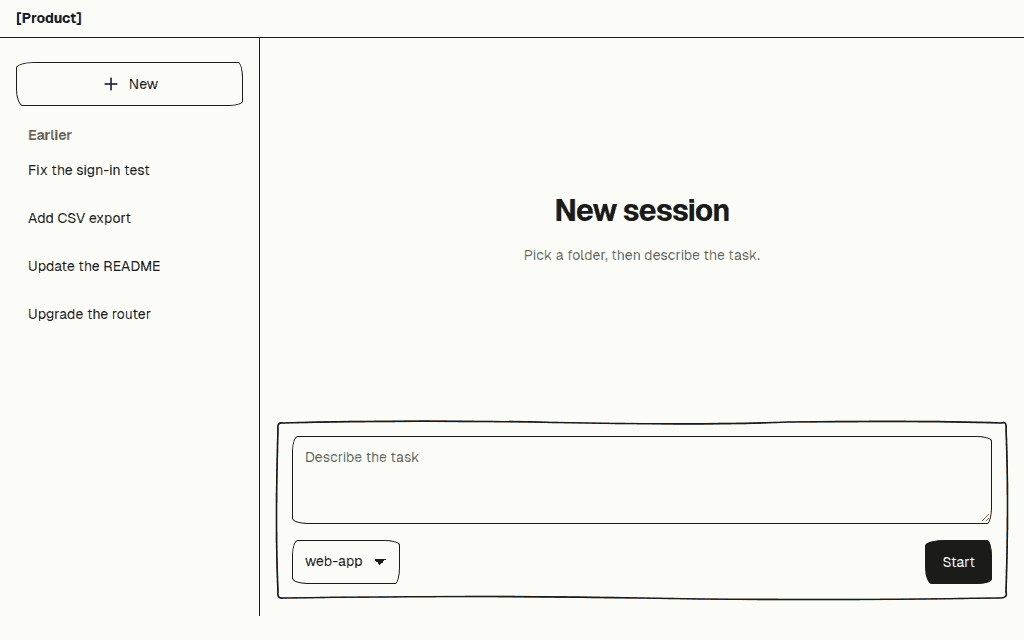 [Product]
New
Earlier
Fix the sign-in test
Add CSV export
Update the README
Upgrade the router
New session
Pick a folder, then describe the task.
Describe the task
web-app
Start